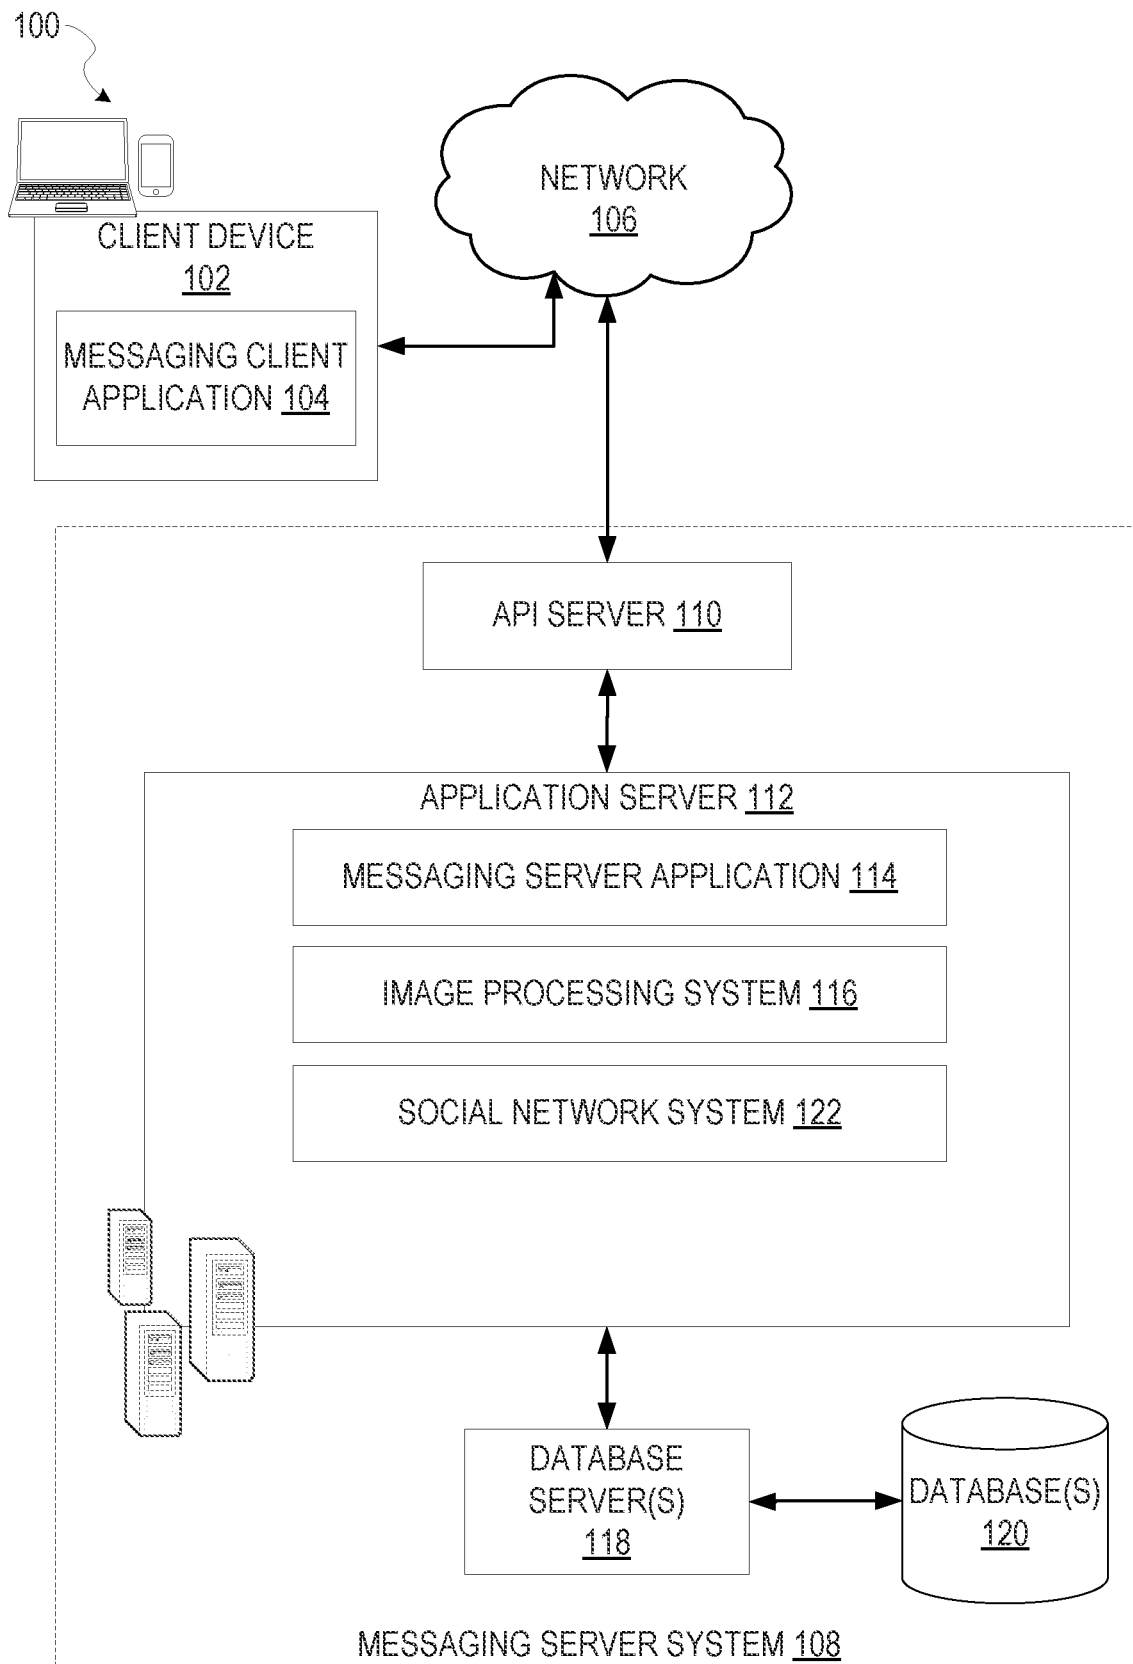 100
NETWORK
106
CLIENT DEVICE
102
MESSAGING CLIENT
APPLICATION 104
API SERVER 110
APPLICATION SERVER 112
MESSAGING SERVER APPLICATION 114
IMAGE PROCESSING SYSTEM 116
SOCIAL NETWORK SYSTEM 122
DATABASE
SERVER(S)
118
DATABASE(S)
120
MESSAGING SERVER SYSTEM 108